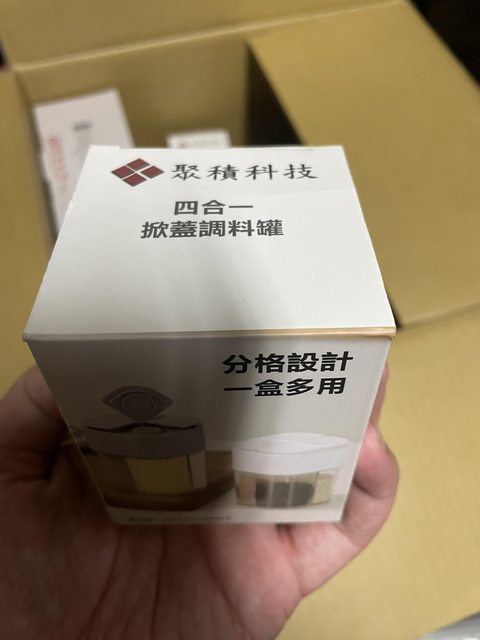 聚積科技
四合一
掀蓋調料罐
分格設計
一盒多用